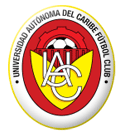 • UNIVERSIDAD AUTÓNOMA DEL CARIBE FÚTBOL CLUB •
UAC